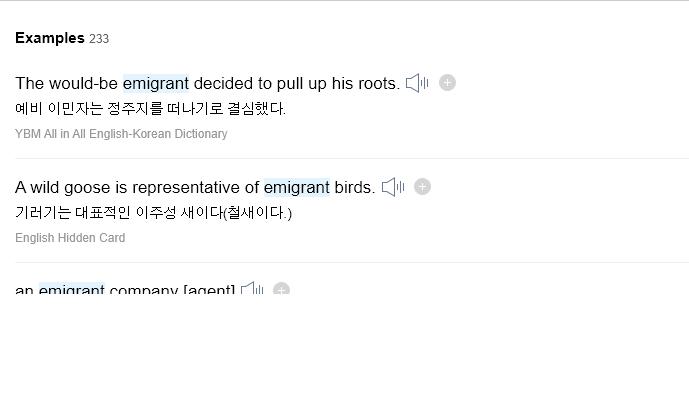 Examples 233
The would-be emigrant decided to pull up his roots.
예비 이민자는 정주지를 떠나기로 결심했다.
YBM All in All English-Korean Dictionary
A wild goose is representative of emigrant birds.
기러기는 대표적인 이주성 새이다(철새이다.)
English Hidden Card
an emigrant company [agent]